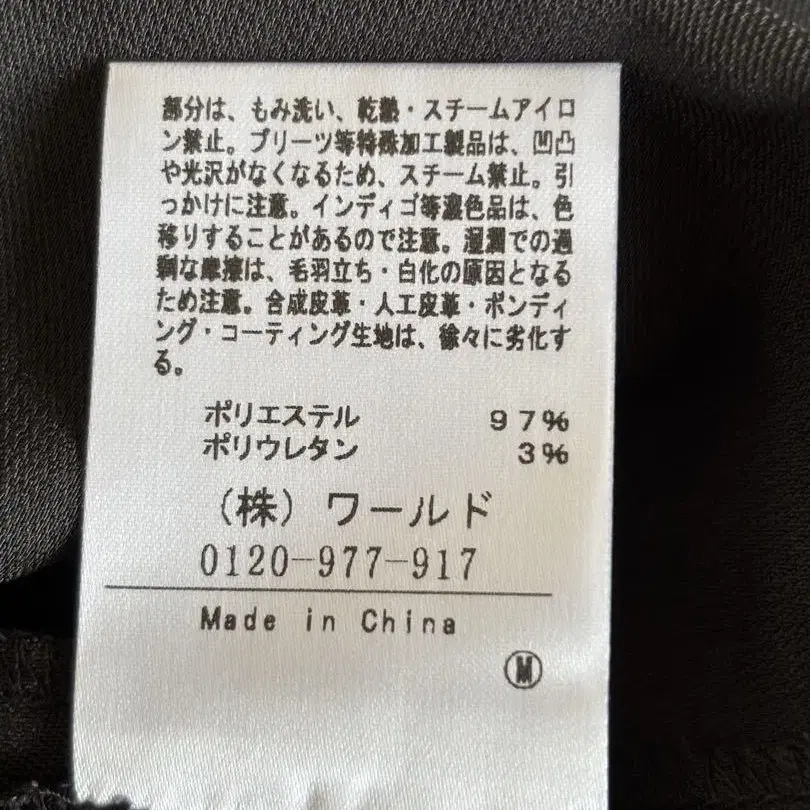 部分は、もみ洗い、乾熱・スチームアイロ
ン禁止。プリーツ等特殊加工製品は、凹凸
や光沢がなくなるため、スチーム禁止。引
っかけに注意。インディゴ等濃色品は、色
移りすることがあるので注意。湿潤での過
剰な摩擦は、毛羽立ち・白化の原因となる
ため注意。合成皮革・人工皮革・ボンディ
ング・コーティング生地は、徐々に劣化す
る。
ポリエステル 97%
ポリウレタン 3%
(株)ワールド
0120-977-917
Made in China
Ⓜ